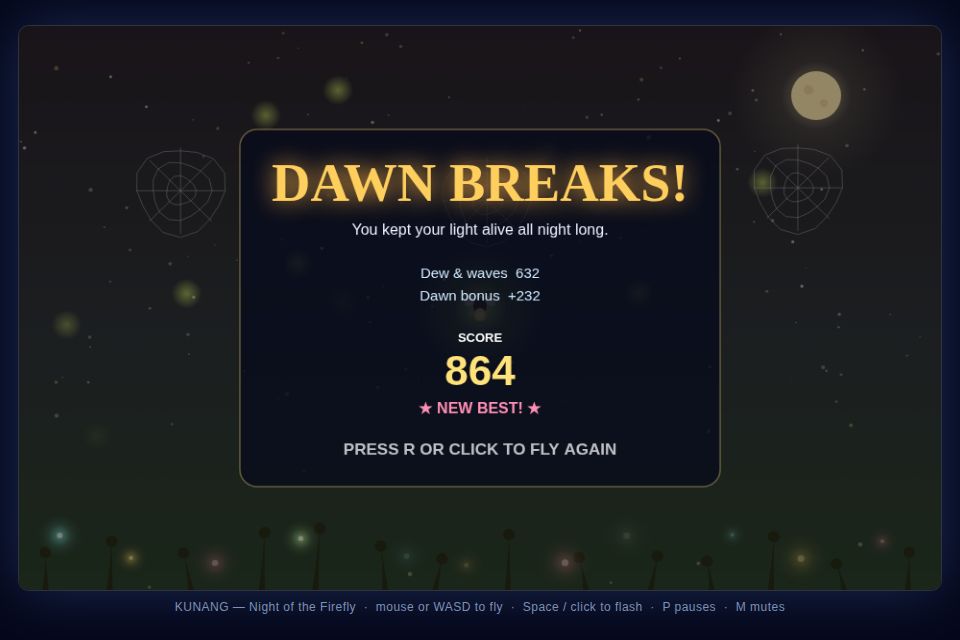 DAWN BREAKS!
You kept your light alive all night long.
Dew & waves 632
Dawn bonus +232
SCORE
864
★ NEW BEST! ★
PRESS R OR CLICK TO FLY AGAIN
KUNANG — Night of the Firefly · mouse or WASD to fly · Space / click to flash · P pauses · M mutes